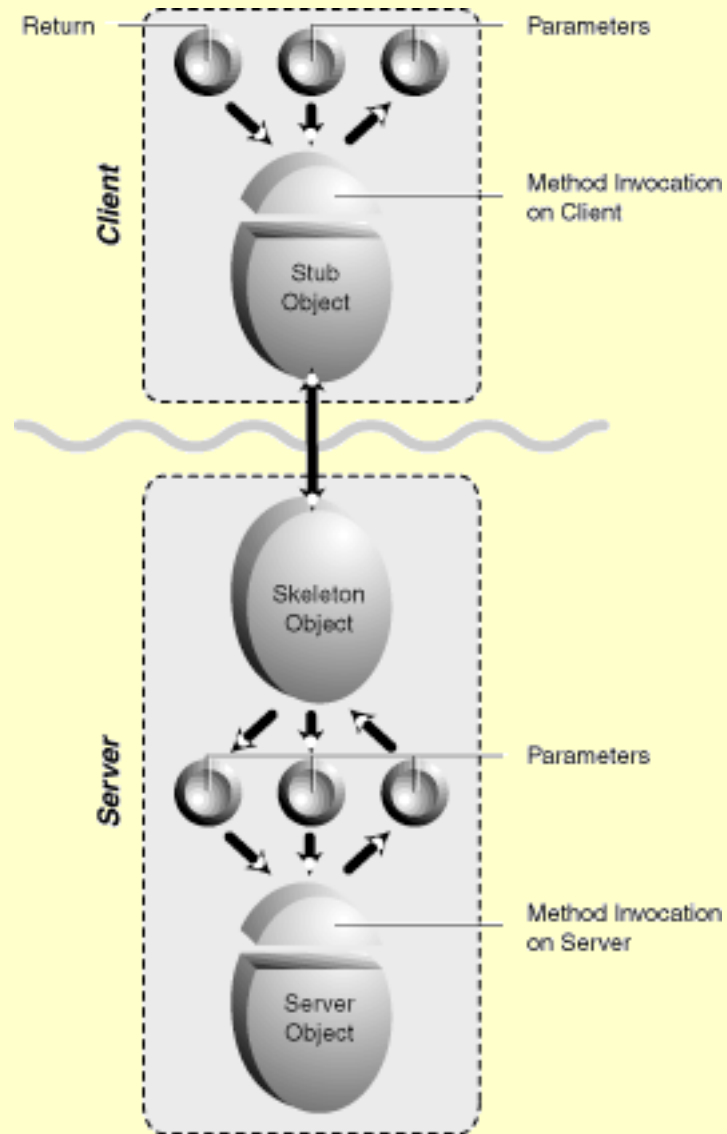 Return
Parameters
Client
Method Invocation
on Client
Stub
Object
Skeleton
Object
Server
Parameters
Method Invocation
on Server
Server
Object